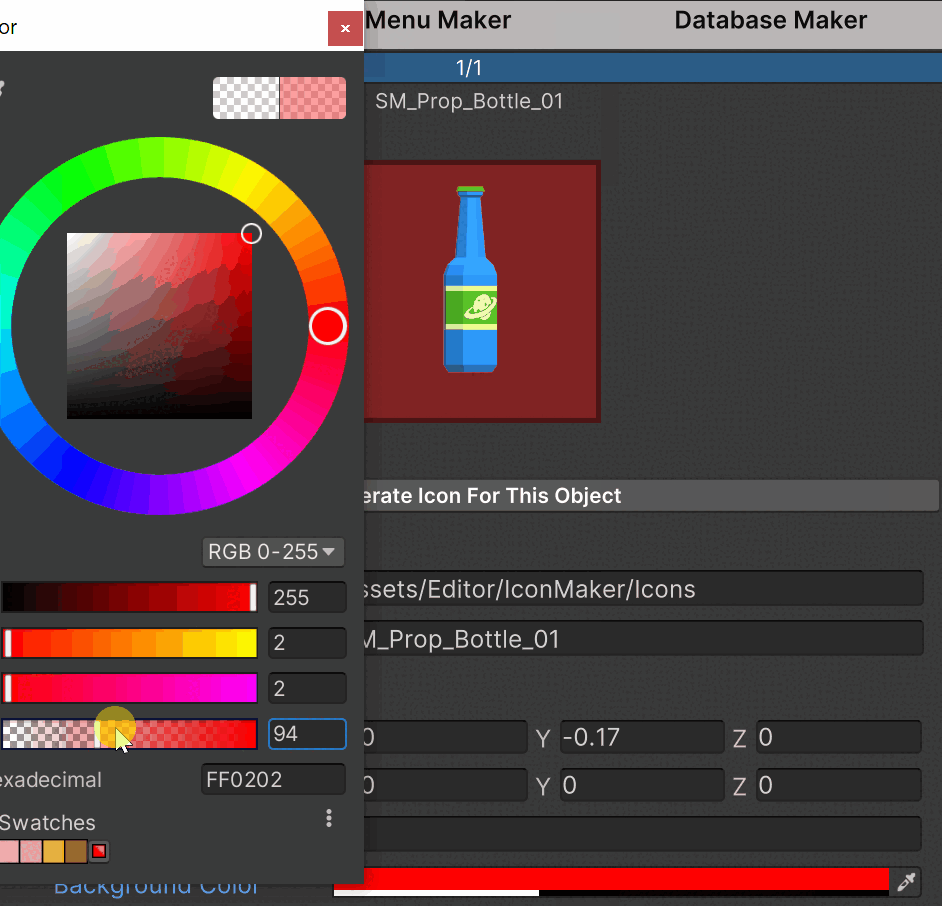 or
Menu Maker
Database Maker
1/1
SM_Prop_Bottle_01
erate Icon For This Object
RGB 0-255
255
2
2
94
exadecimal
FF0202
Swatches
ssets/Editor/IconMaker/Icons
M_Prop_Bottle_01
0 Y -0.17 Z 0
0 Y 0 Z 0
Background Color